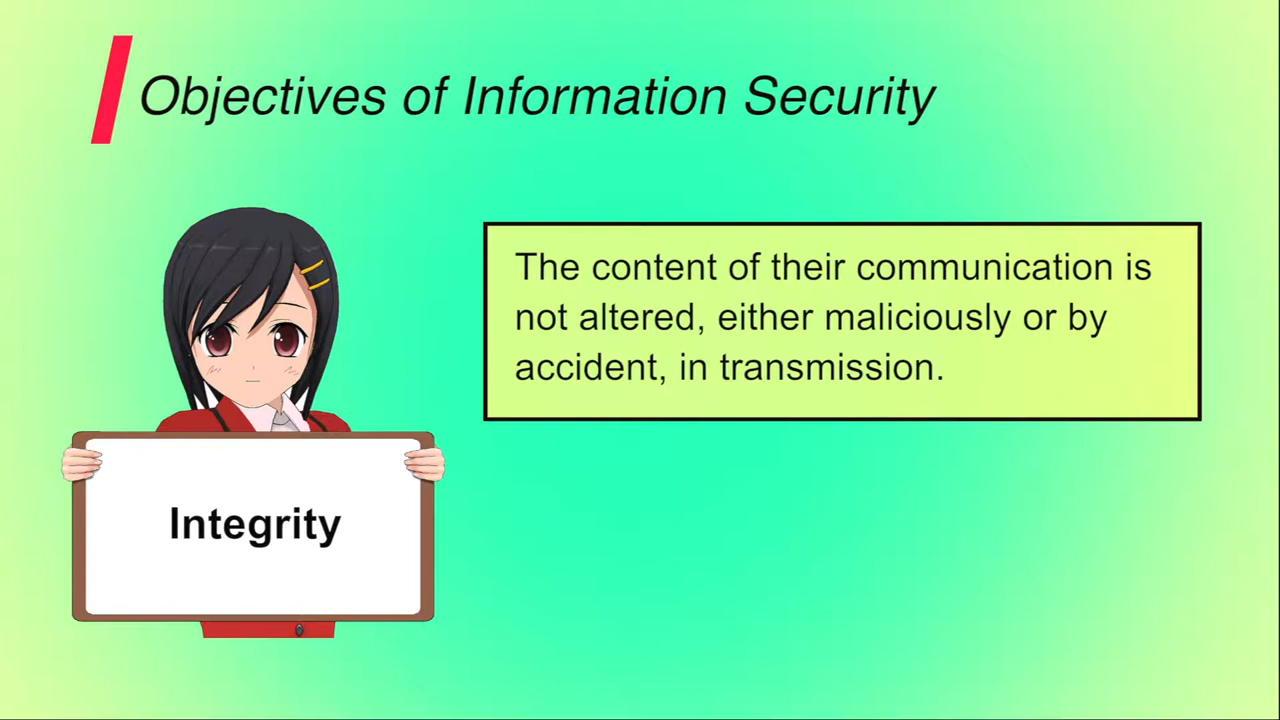 Objectives of Information Security
The content of their communication is
not altered, either maliciously or by
accident, in transmission.
Integrity